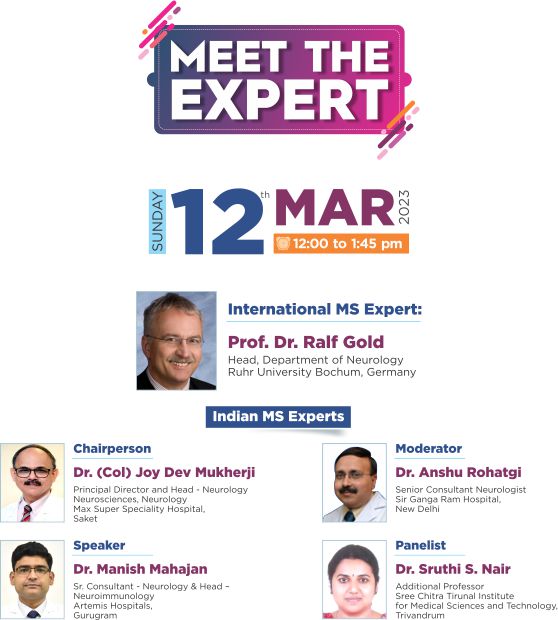 MEET THE
EXPERT
SUNDAY
12th
MAR
2023
12:00 to 1:45 pm
International MS Expert:
Prof. Dr. Ralf Gold
Head, Department of Neurology
Ruhr University Bochum, Germany
Indian MS Experts
Chairperson
Dr. (Col) Joy Dev Mukherji
Principal Director and Head - Neurology
Neurosciences, Neurology
Max Super Speciality Hospital,
Saket
Moderator
Dr. Anshu Rohatgi
Senior Consultant Neurologist
Sir Ganga Ram Hospital,
New Delhi
Speaker
Dr. Manish Mahajan
Sr. Consultant - Neurology & Head –
Neuroimmunology
Artemis Hospitals,
Gurugram
Panelist
Dr. Sruthi S. Nair
Additional Professor
Sree Chitra Tirunal Institute
for Medical Sciences and Technology,
Trivandrum